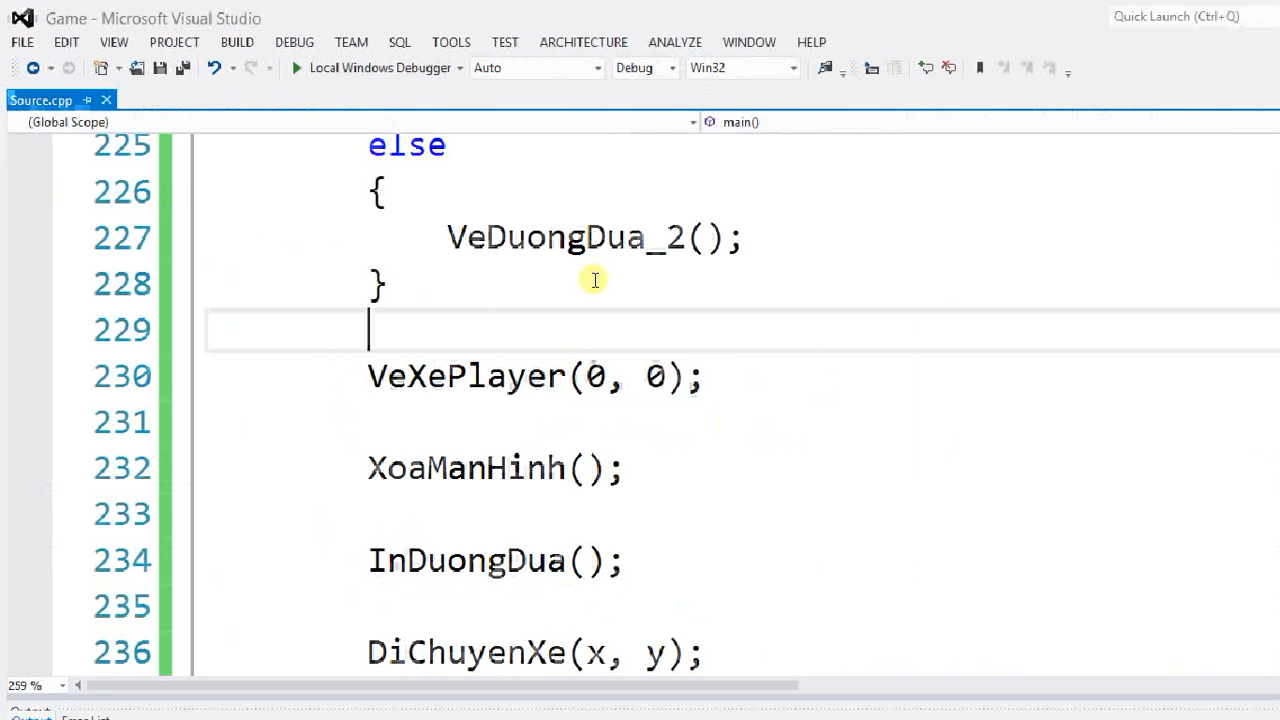 Game - Microsoft Visual Studio
Quick Launch (Ctrl+Q)
FILE EDIT VIEW PROJECT BUILD DEBUG TEAM SQL TOOLS TEST ARCHITECTURE ANALYZE WINDOW HELP
Local Windows Debugger Auto Debug Win32
Source.cpp
(Global Scope) main()
225 else
226 {
227 VeDuongDua_2();
228 }
229
230 VeXePlayer(0, 0);
231
232 XoaManHinh();
233
234 InDuongDua();
235
236 DiChuyenXe(x, y);
259 %
Output
Output Error List